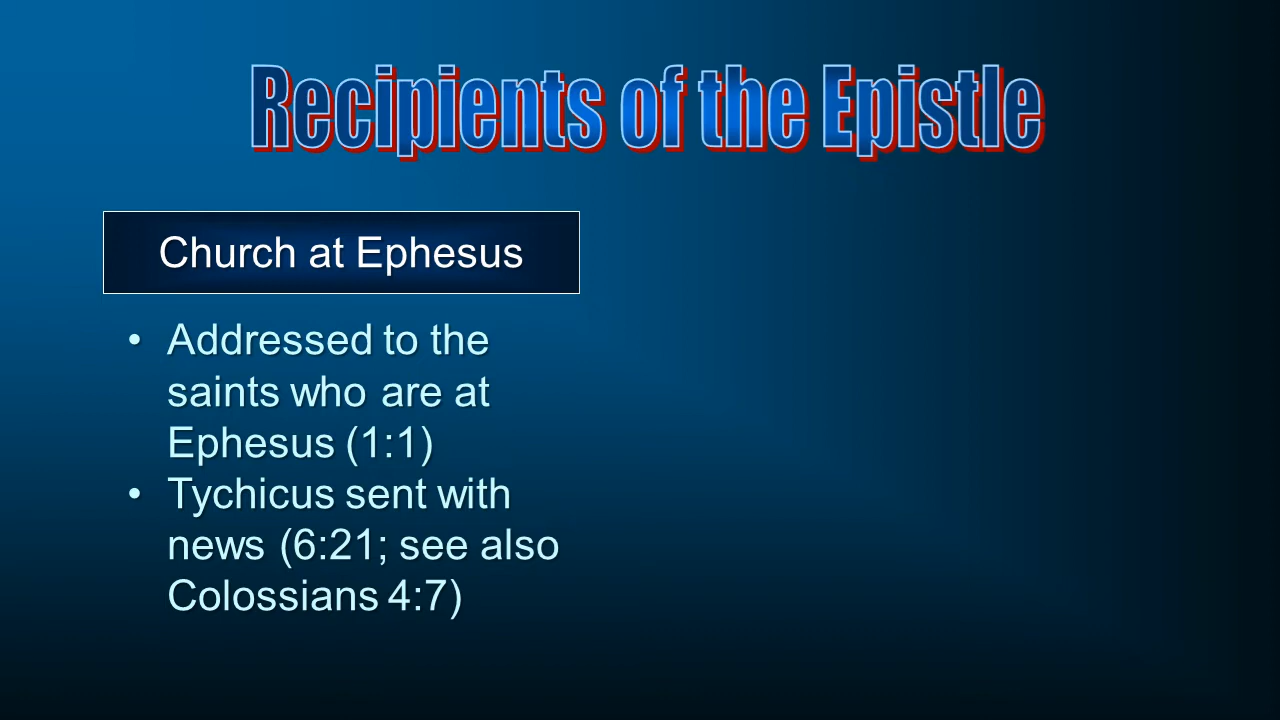 Recipients of the Epistle
Church at Ephesus
• Addressed to the
saints who are at
Ephesus (1:1)
• Tychicus sent with
news (6:21; see also
Colossians 4:7)